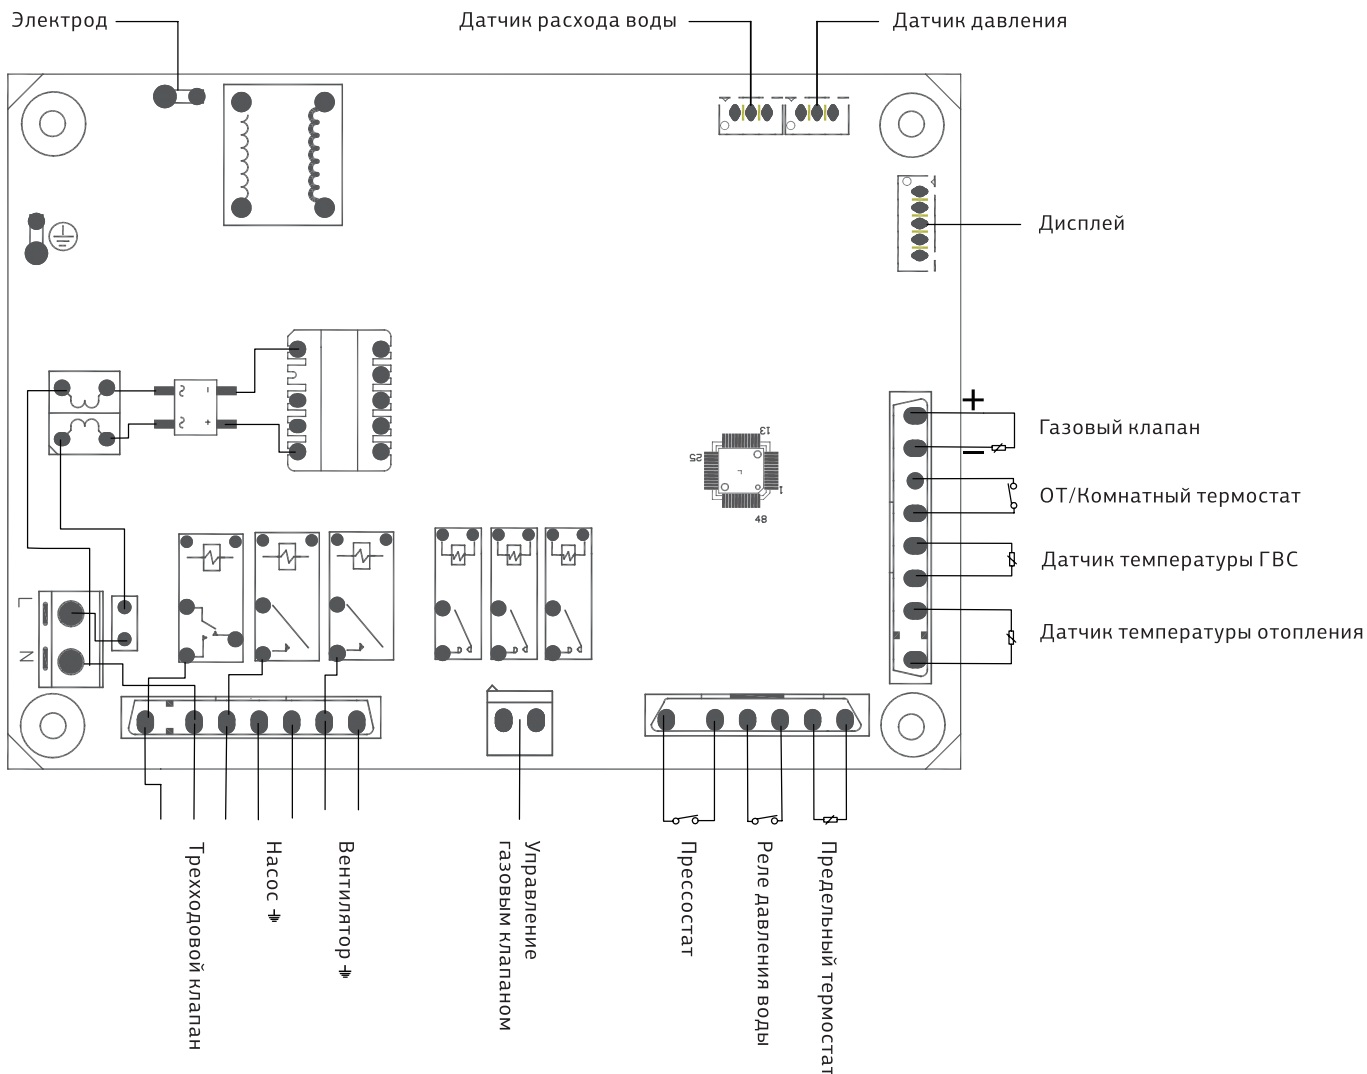 Электрод
Датчик расхода воды
Датчик давления
Дисплей
+
Газовый клапан
−
ОТ/Комнатный термостат
Датчик температуры ГВС
Датчик температуры отопления
- +
13
25
1
48
L
N
Трехходовой клапан
Насос
Вентилятор
Управление
газовым клапаном
Прессостат
Реле давления воды
Предельный термостат